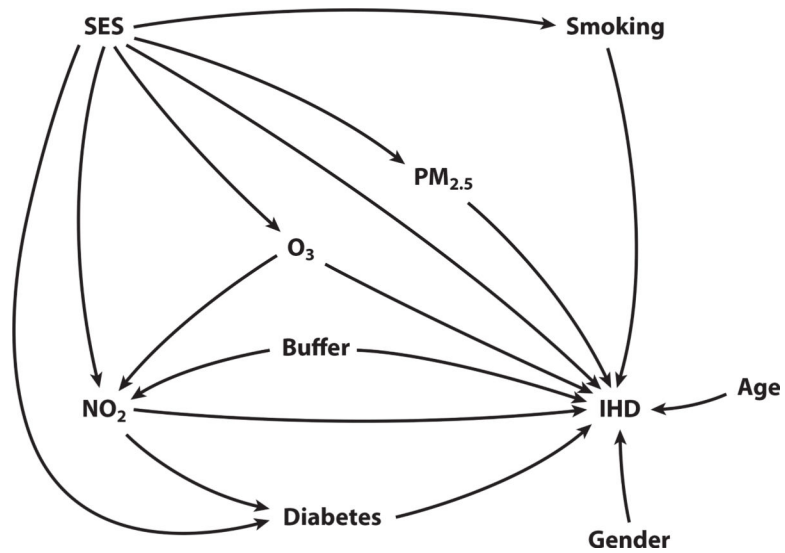 SES
Smoking
PM2.5
O3
Buffer
Age
NO2
IHD
Diabetes
Gender